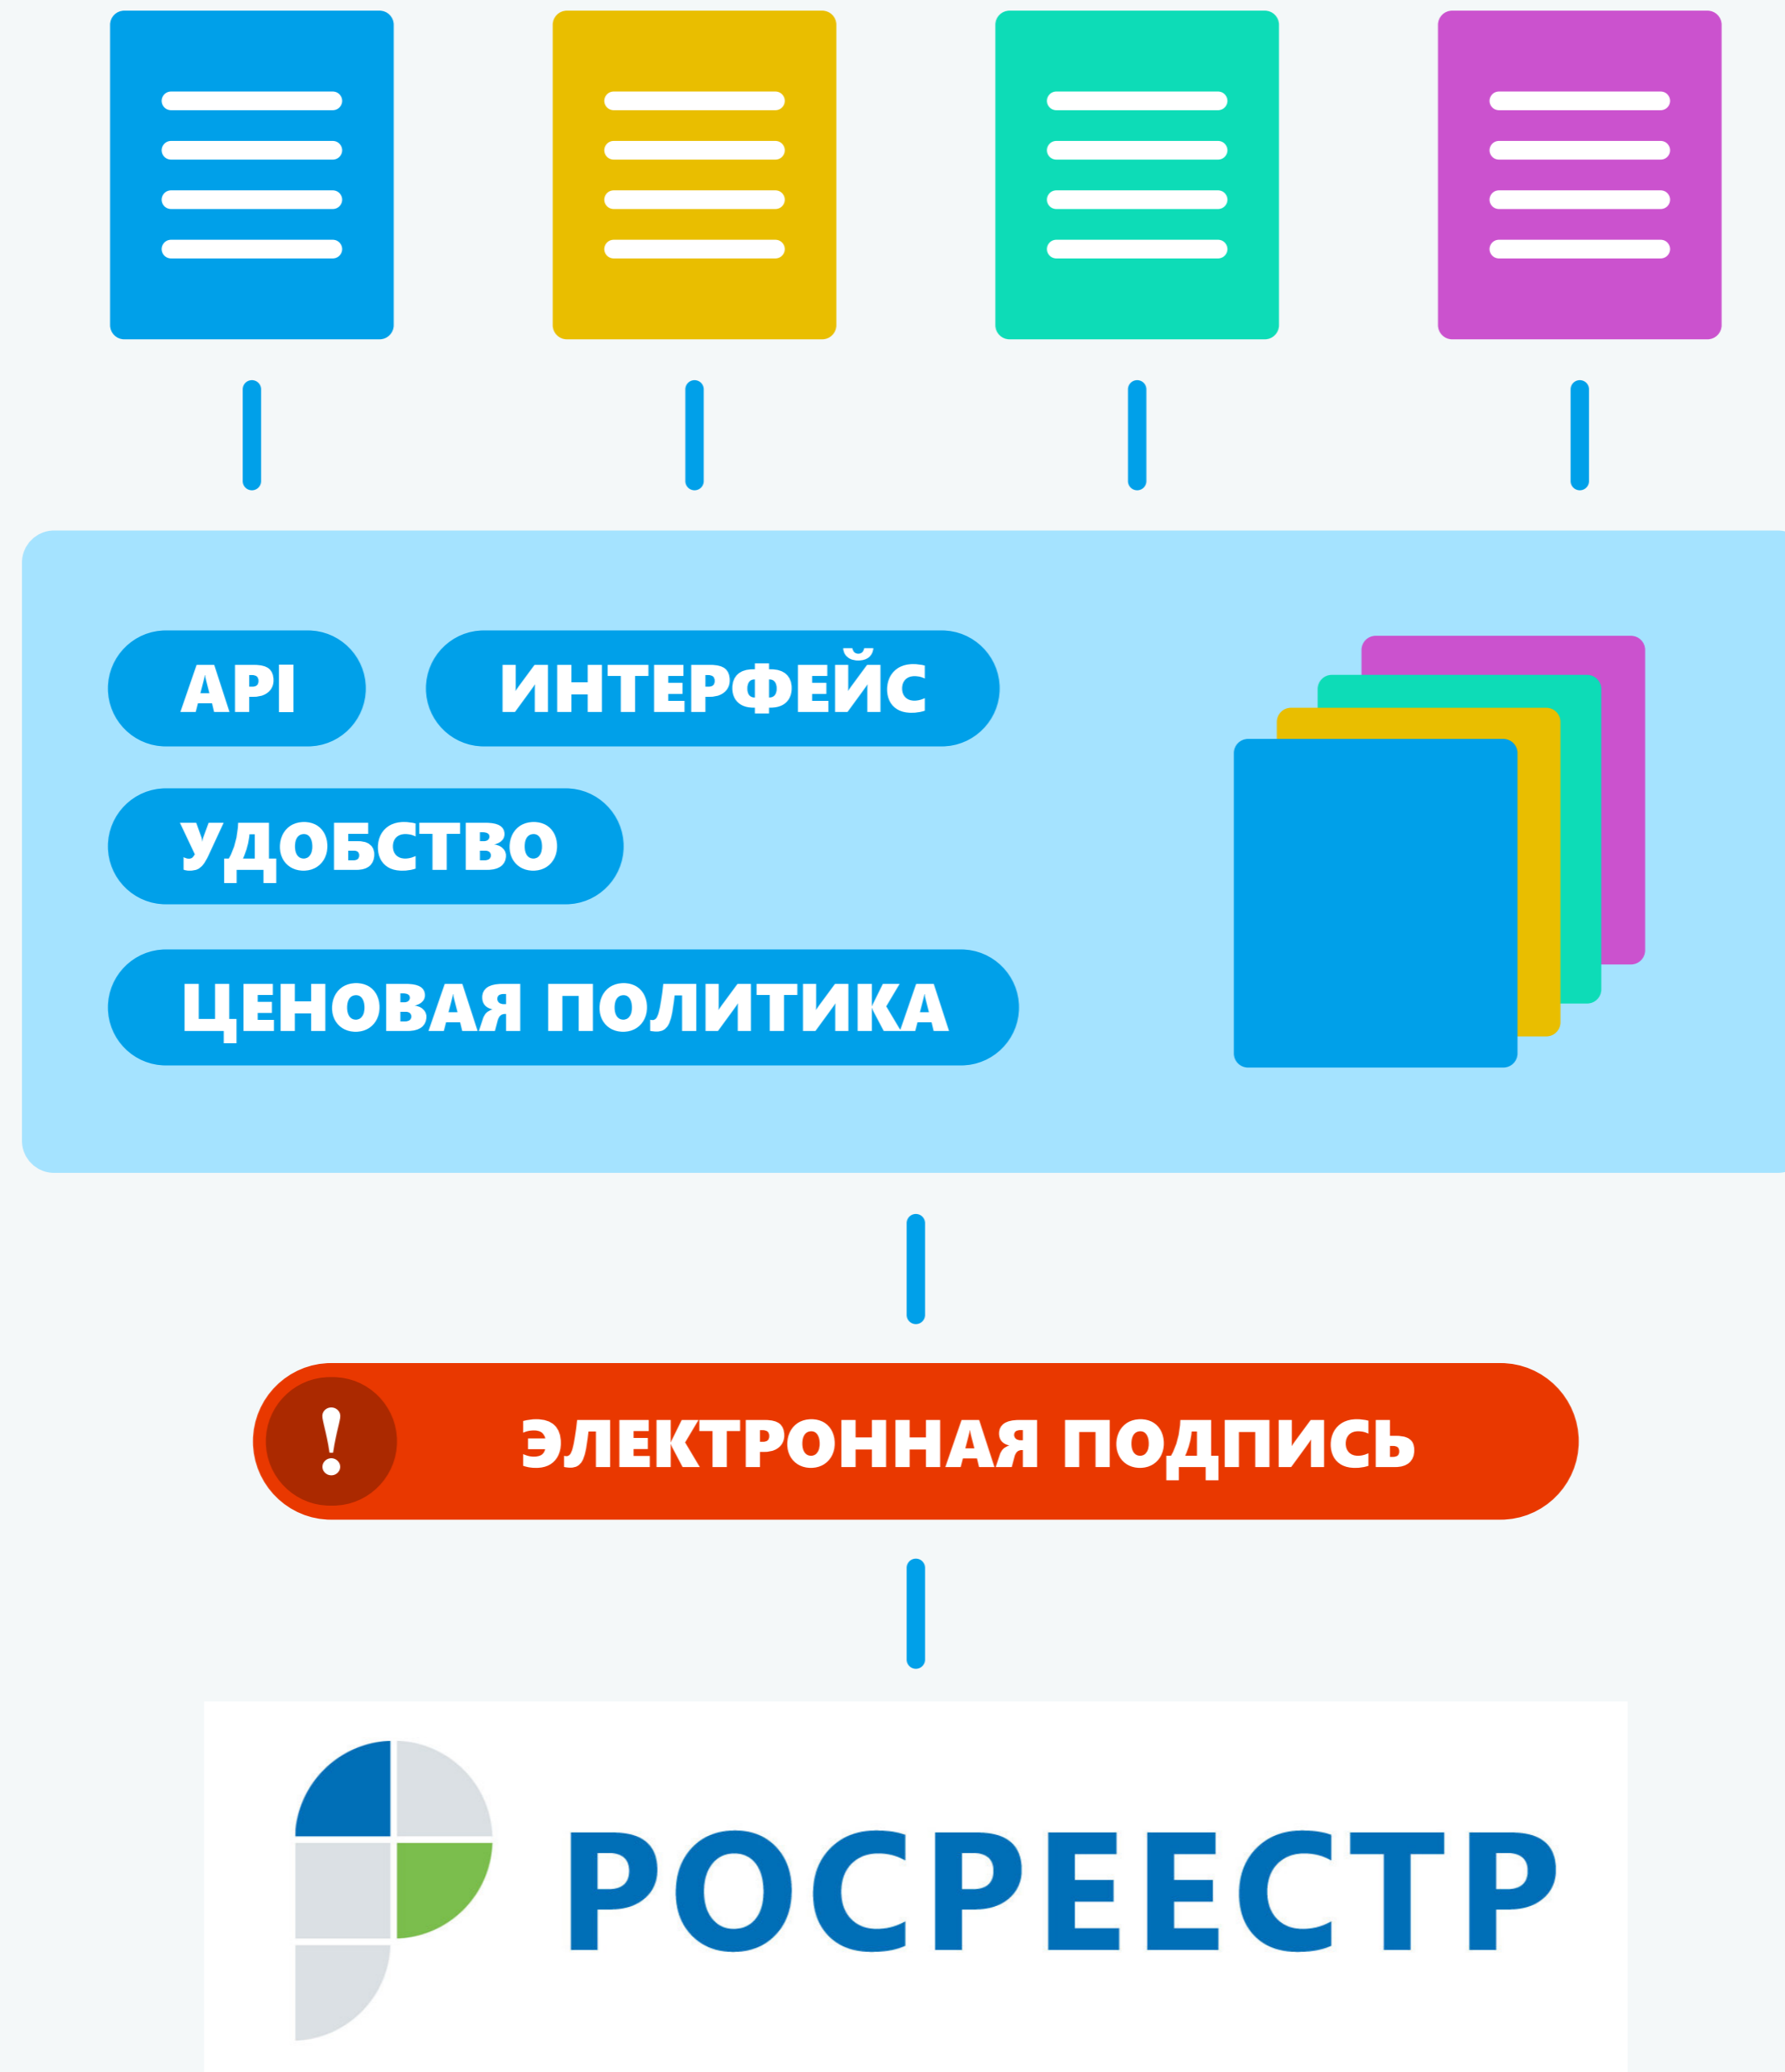 API
ИНТЕРФЕЙС
УДОБСТВО
ЦЕНОВАЯ ПОЛИТИКА
! ЭЛЕКТРОННАЯ ПОДПИСЬ
РОСРЕЕСТР